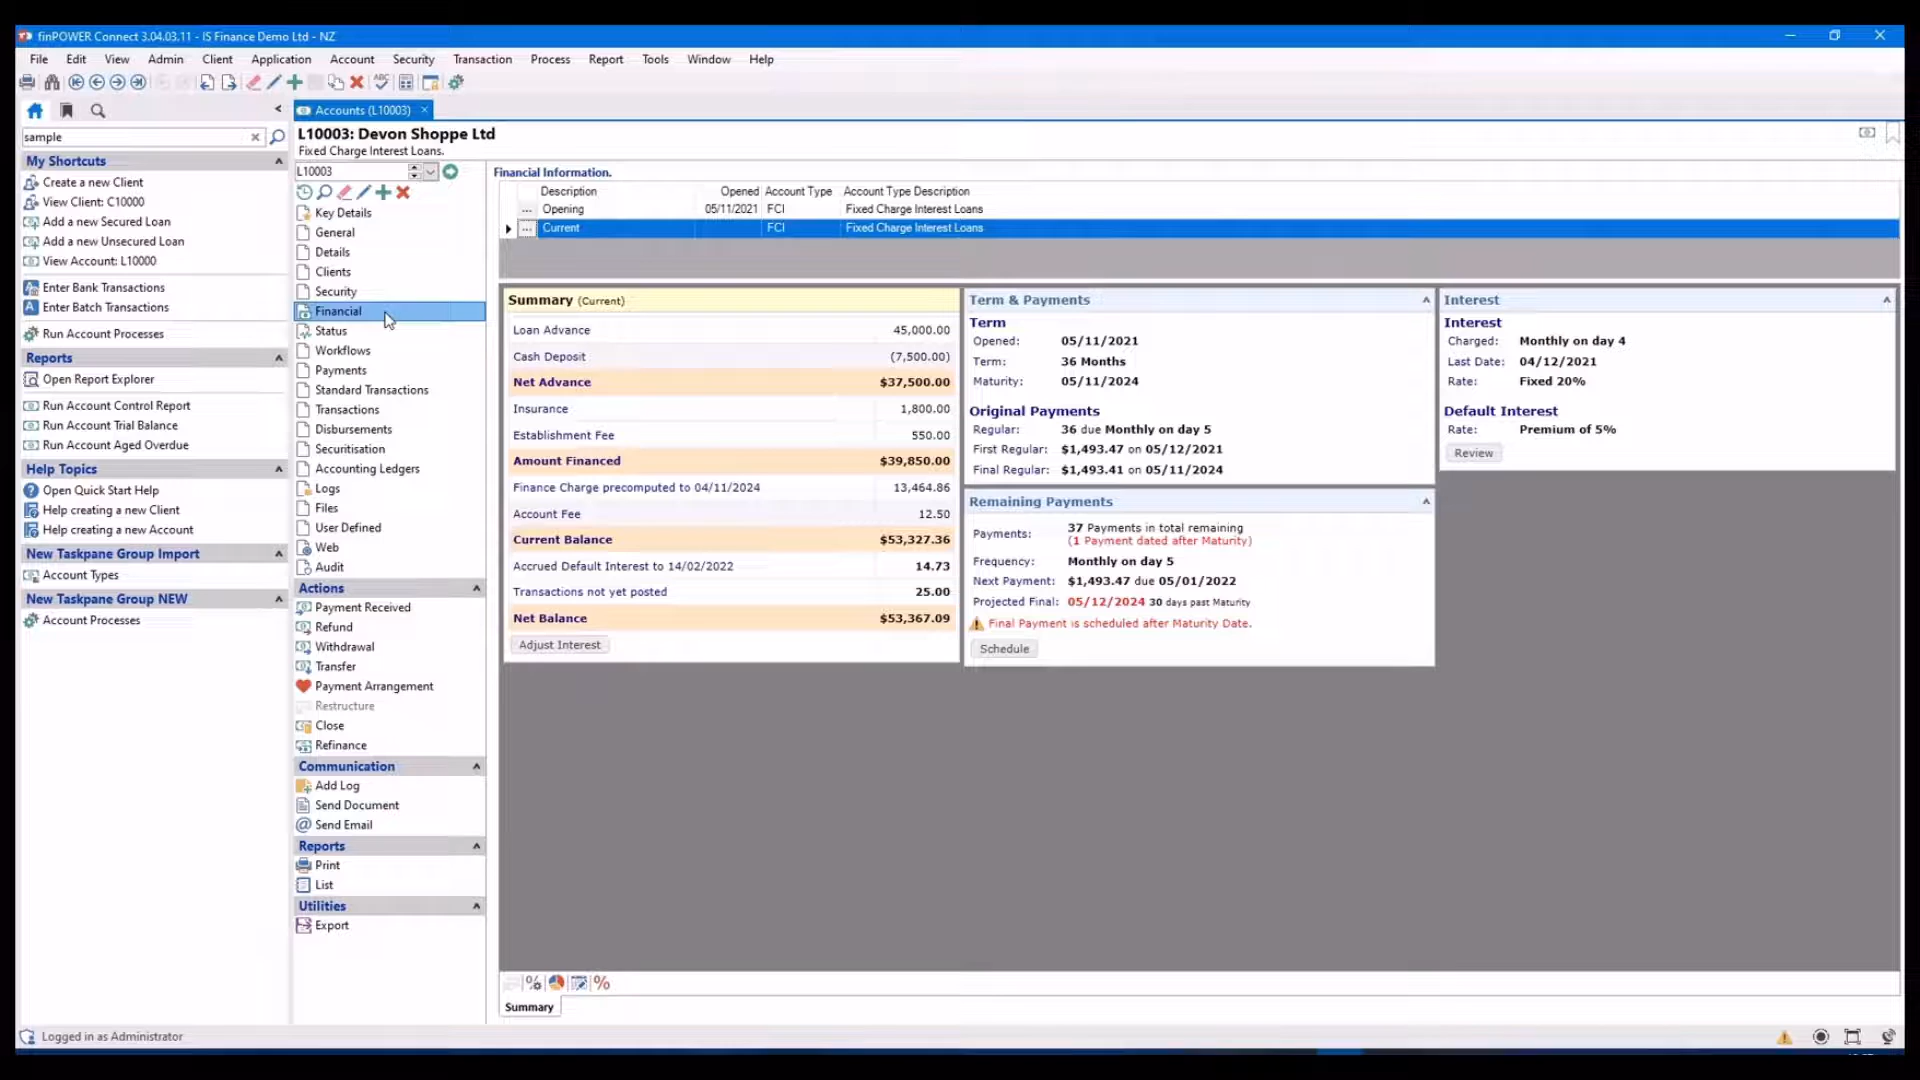 finPOWER Connect 3.04.03.11 - IS Finance Demo Ltd - NZ
File Edit View Admin Client Application Account Security Transaction Process Report Tools Window Help
sample
My Shortcuts
Create a new Client
View Client: C10000
Add a new Secured Loan
Add a new Unsecured Loan
View Account: L10000
Enter Bank Transactions
Enter Batch Transactions
Run Account Processes
Reports
Open Report Explorer
Run Account Control Report
Run Account Trial Balance
Run Account Aged Overdue
Help Topics
Open Quick Start Help
Help creating a new Client
Help creating a new Account
New Taskpane Group Import
Account Types
New Taskpane Group NEW
Account Processes
Accounts (L10003)
L10003: Devon Shoppe Ltd
Fixed Charge Interest Loans.
L10003
Key Details
General
Details
Clients
Security
Financial
Status
Workflows
Payments
Standard Transactions
Transactions
Disbursements
Securitisation
Accounting Ledgers
Logs
Files
User Defined
Web
Audit
Actions
Payment Received
Refund
Withdrawal
Transfer
Payment Arrangement
Restructure
Close
Refinance
Communication
Add Log
Send Document
Send Email
Reports
Print
List
Utilities
Export
Financial Information.
Description Opened Account Type Account Type Description
... Opening 05/11/2021 FCI Fixed Charge Interest Loans
... Current FCI Fixed Charge Interest Loans
Summary (Current)
Loan Advance 45,000.00
Cash Deposit (7,500.00)
Net Advance $37,500.00
Insurance 1,800.00
Establishment Fee 550.00
Amount Financed $39,850.00
Finance Charge precomputed to 04/11/2024 13,464.86
Account Fee 12.50
Current Balance $53,327.36
Accrued Default Interest to 14/02/2022 14.73
Transactions not yet posted 25.00
Net Balance $53,367.09
Adjust Interest
Term & Payments
Term
Opened: 05/11/2021
Term: 36 Months
Maturity: 05/11/2024
Original Payments
Regular: 36 due Monthly on day 5
First Regular: $1,493.47 on 05/12/2021
Final Regular: $1,493.41 on 05/11/2024
Remaining Payments
Payments: 37 Payments in total remaining
(1 Payment dated after Maturity)
Frequency: Monthly on day 5
Next Payment: $1,493.47 due 05/01/2022
Projected Final: 05/12/2024 30 days past Maturity
Final Payment is scheduled after Maturity Date.
Schedule
Interest
Interest
Charged: Monthly on day 4
Last Date: 04/12/2021
Rate: Fixed 20%
Default Interest
Rate: Premium of 5%
Review
Summary
Logged in as Administrator